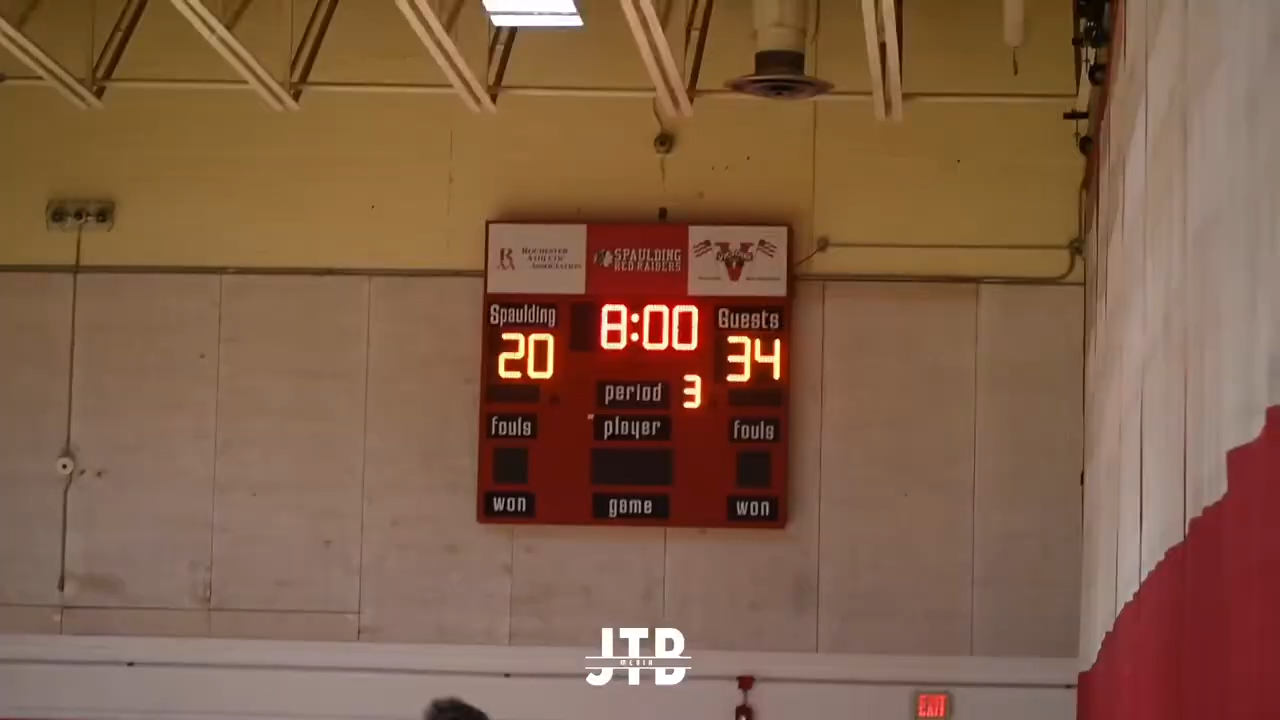 ROCHESTER
ATHLETIC
ASSOCIATION
SPAULDING
RED RAIDERS
V
Spaulding
8:00
Guests
20
34
period
3
fouls
player
fouls
won
game
won
JTB
MEDIA
EXIT